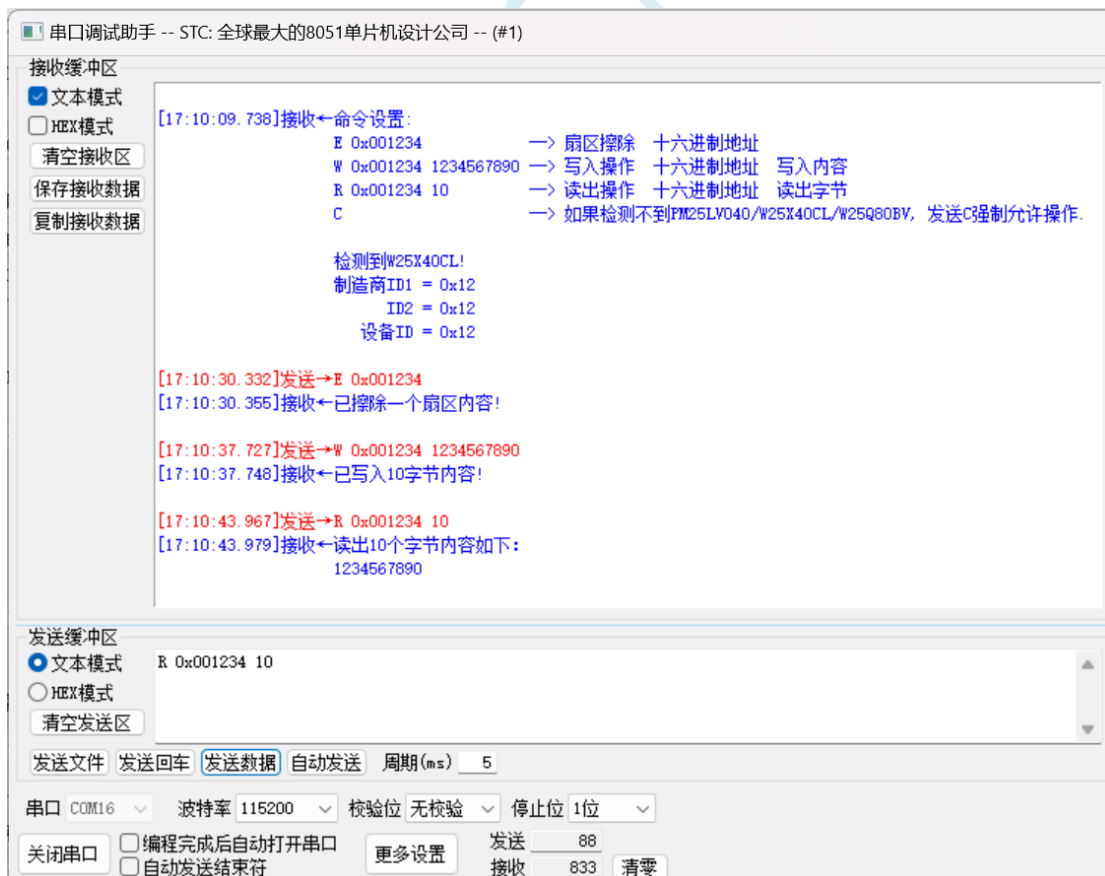 串口调试助手 -- STC: 全球最大的8051单片机设计公司 -- (#1)
接收缓冲区
文本模式
HEX模式
清空接收区
保存接收数据
复制接收数据
[17:10:09.738]接收←命令设置:
E 0x001234 —> 扇区擦除 十六进制地址
W 0x001234 1234567890 —> 写入操作 十六进制地址 写入内容
R 0x001234 10 —> 读出操作 十六进制地址 读出字节
C —> 如果检测不到PM25LV040/W25X40CL/W25Q80BV, 发送C强制允许操作.
检测到W25X40CL!
制造商ID1 = 0x12
ID2 = 0x12
设备ID = 0x12
[17:10:30.332]发送→E 0x001234
[17:10:30.355]接收←已擦除一个扇区内容!
[17:10:37.727]发送→W 0x001234 1234567890
[17:10:37.748]接收←已写入10字节内容!
[17:10:43.967]发送→R 0x001234 10
[17:10:43.979]接收←读出10个字节内容如下:
1234567890
发送缓冲区
文本模式
HEX模式
清空发送区
R 0x001234 10
发送文件 发送回车 发送数据 自动发送 周期(ms) 5
串口 COM16 波特率 115200 校验位 无校验 停止位 1位
关闭串口 编程完成后自动打开串口 更多设置 发送 88
自动发送结束符 接收 833 清零